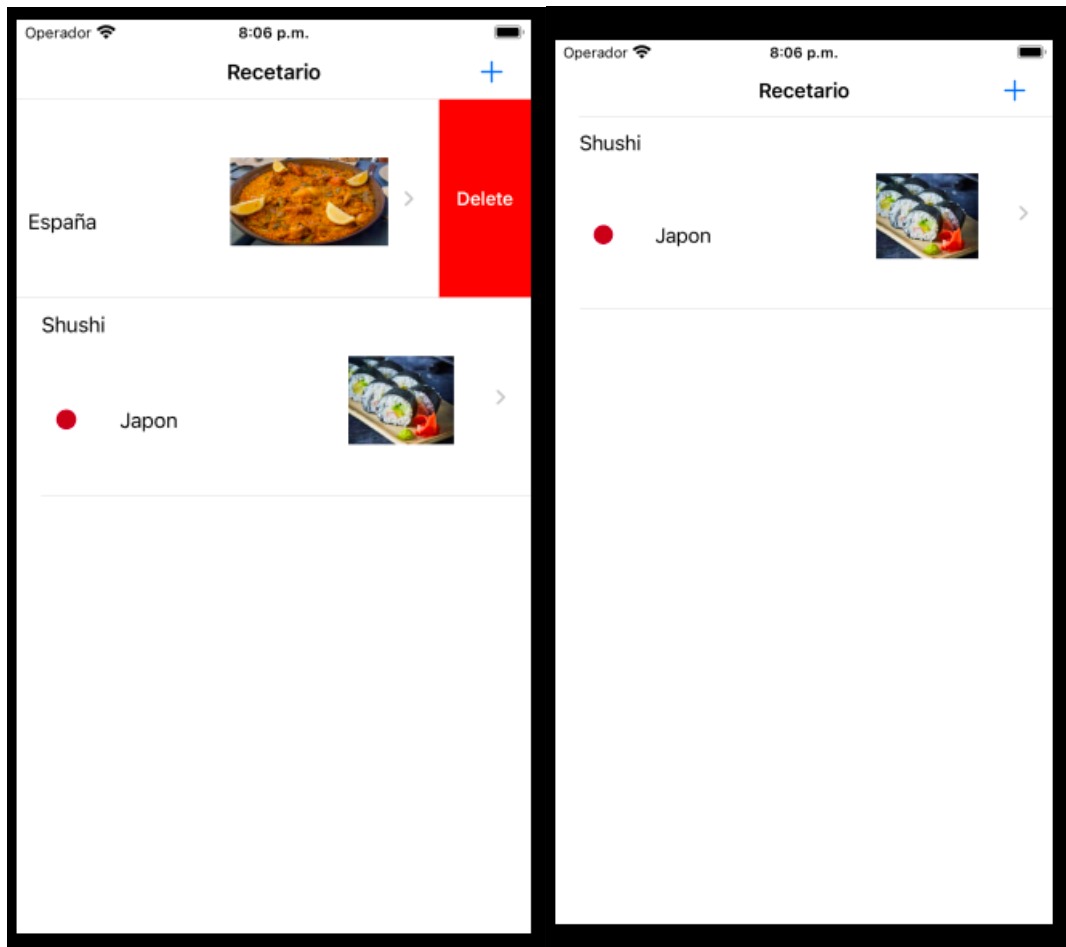 Operador 8:06 p.m.
Recetario +
España
Delete
Shushi
Japon
Operador 8:06 p.m.
Recetario +
Shushi
Japon